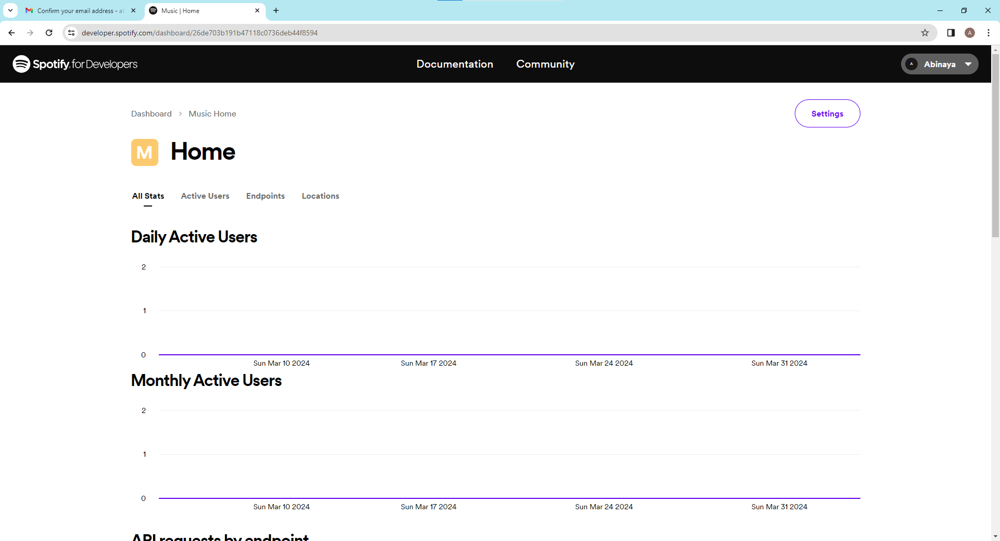 Confirm your email address - a
Music | Home
developer.spotify.com/dashboard/26de703b191b47118c0736deb44f8594
A
Spotify for Developers
Documentation
Community
A
Abinaya
Dashboard > Music Home
Settings
M
Home
All Stats
Active Users
Endpoints
Locations
Daily Active Users
2
1
0
Sun Mar 10 2024
Sun Mar 17 2024
Sun Mar 24 2024
Sun Mar 31 2024
Monthly Active Users
2
1
0
Sun Mar 10 2024
Sun Mar 17 2024
Sun Mar 24 2024
Sun Mar 31 2024
API requests by endpoint